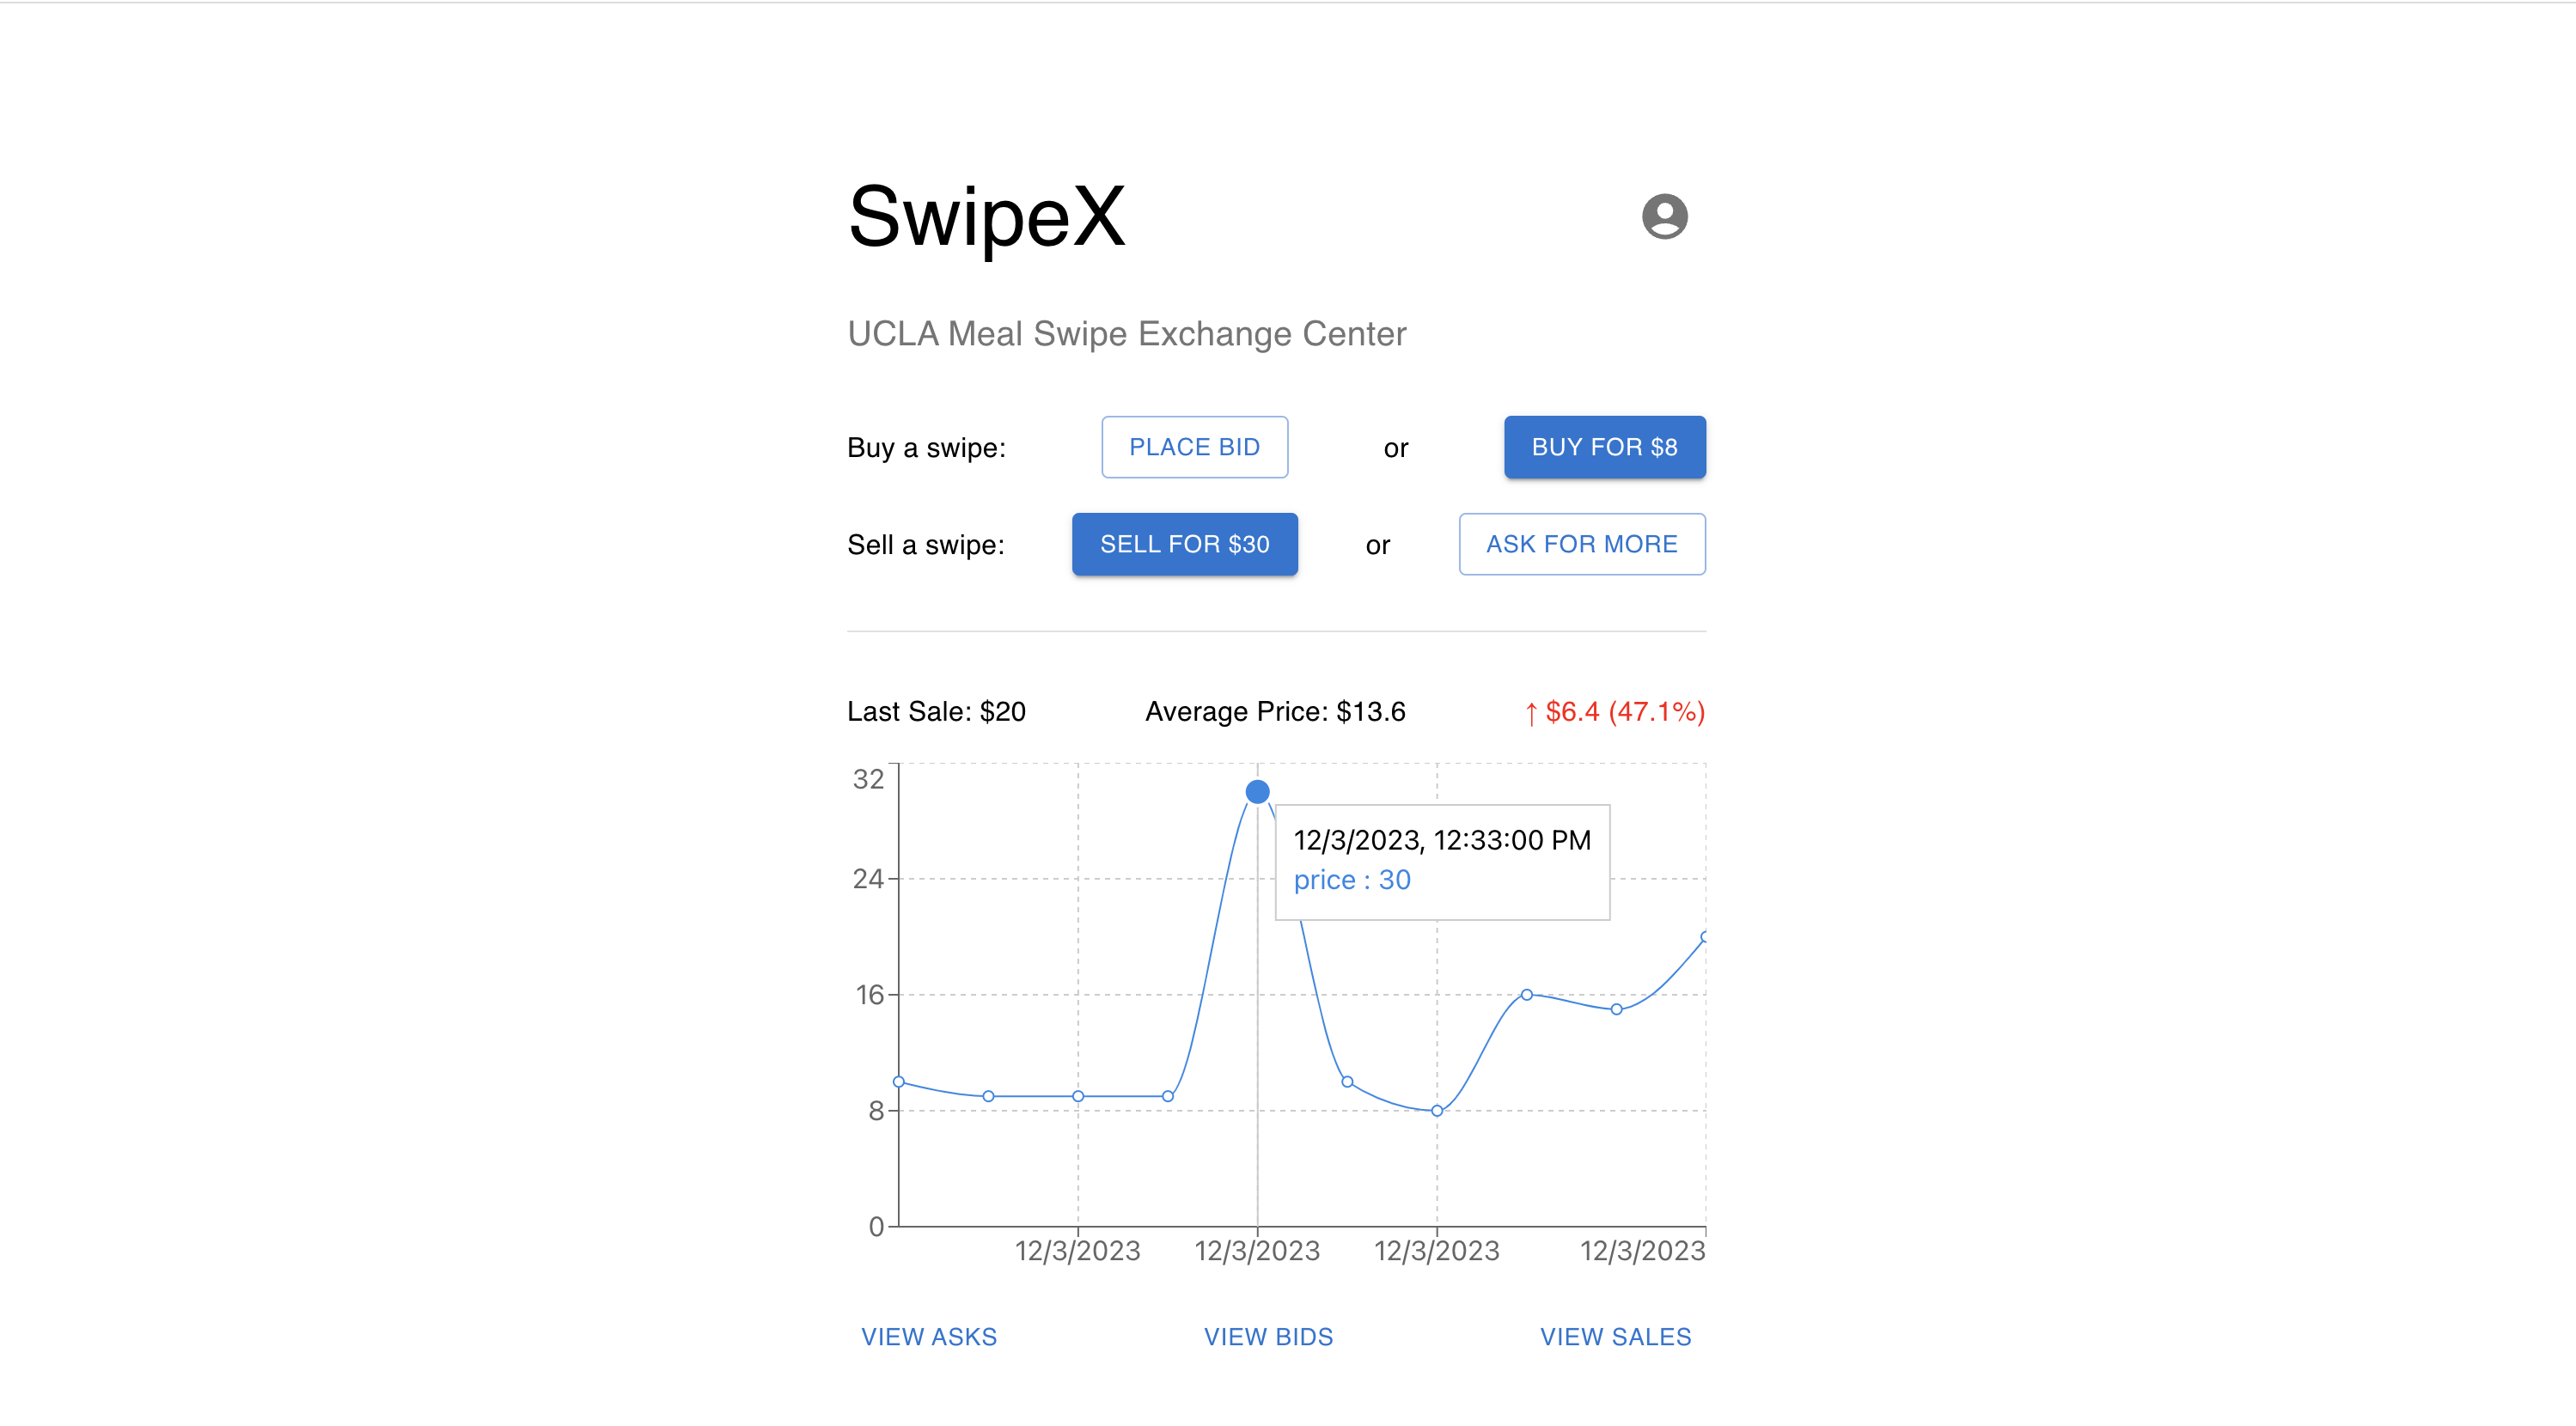 SwipeX
UCLA Meal Swipe Exchange Center
Buy a swipe: PLACE BID or BUY FOR $8
Sell a swipe: SELL FOR $30 or ASK FOR MORE
Last Sale: $20 Average Price: $13.6 ↑ $6.4 (47.1%)
32
12/3/2023, 12:33:00 PM
price : 30
24
16
8
0
12/3/2023 12/3/2023 12/3/2023 12/3/2023
VIEW ASKS VIEW BIDS VIEW SALES